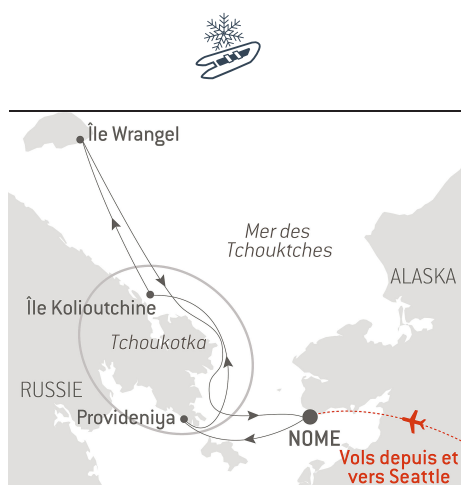 Île Wrangel
Mer des
Tchouktches
ALASKA
Île Kolioutchine
Tchoukotka
RUSSIE
Provideniya
NOME
Vols depuis et
vers Seattle